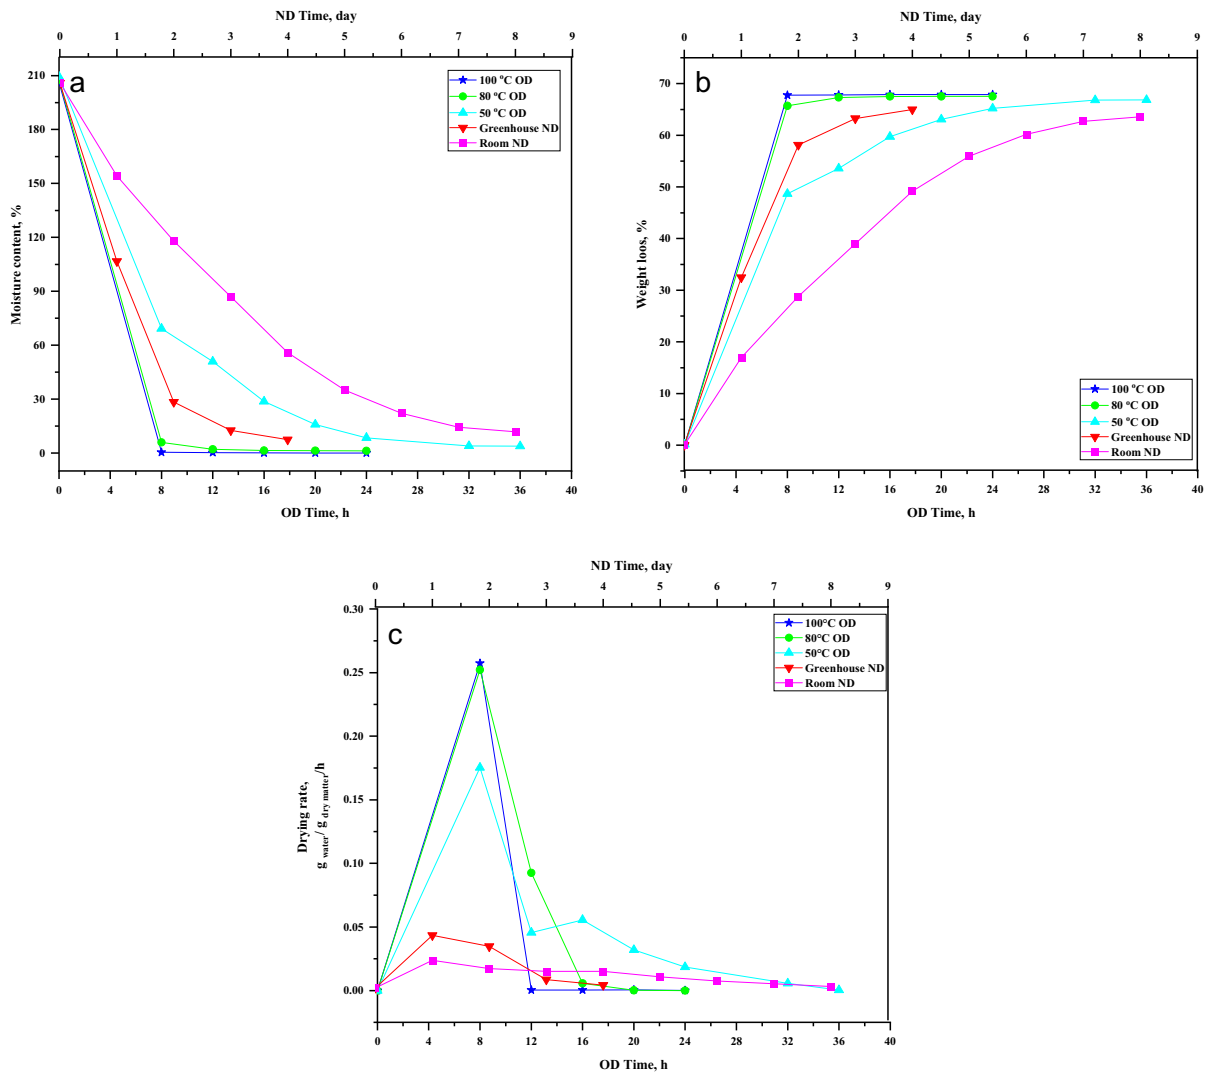 ND Time, day
0 1 2 3 4 5 6 7 8 9
a
100 °C OD
80 °C OD
50 °C OD
Greenhouse ND
Room ND
210
180
150
120
90
60
30
0
Moisture content, %
0 4 8 12 16 20 24 28 32 36 40
OD Time, h
ND Time, day
0 1 2 3 4 5 6 7 8 9
b
70
60
50
40
30
20
10
0
Weight loos, %
100 °C OD
80 °C OD
50 °C OD
Greenhouse ND
Room ND
0 4 8 12 16 20 24 28 32 36 40
OD Time, h
ND Time, day
0 1 2 3 4 5 6 7 8 9
c
100°C OD
80°C OD
50°C OD
Greenhouse ND
Room ND
0.30
0.25
0.20
0.15
0.10
0.05
0.00
Drying rate,
g water/ g dry matter/h
0 4 8 12 16 20 24 28 32 36 40
OD Time, h